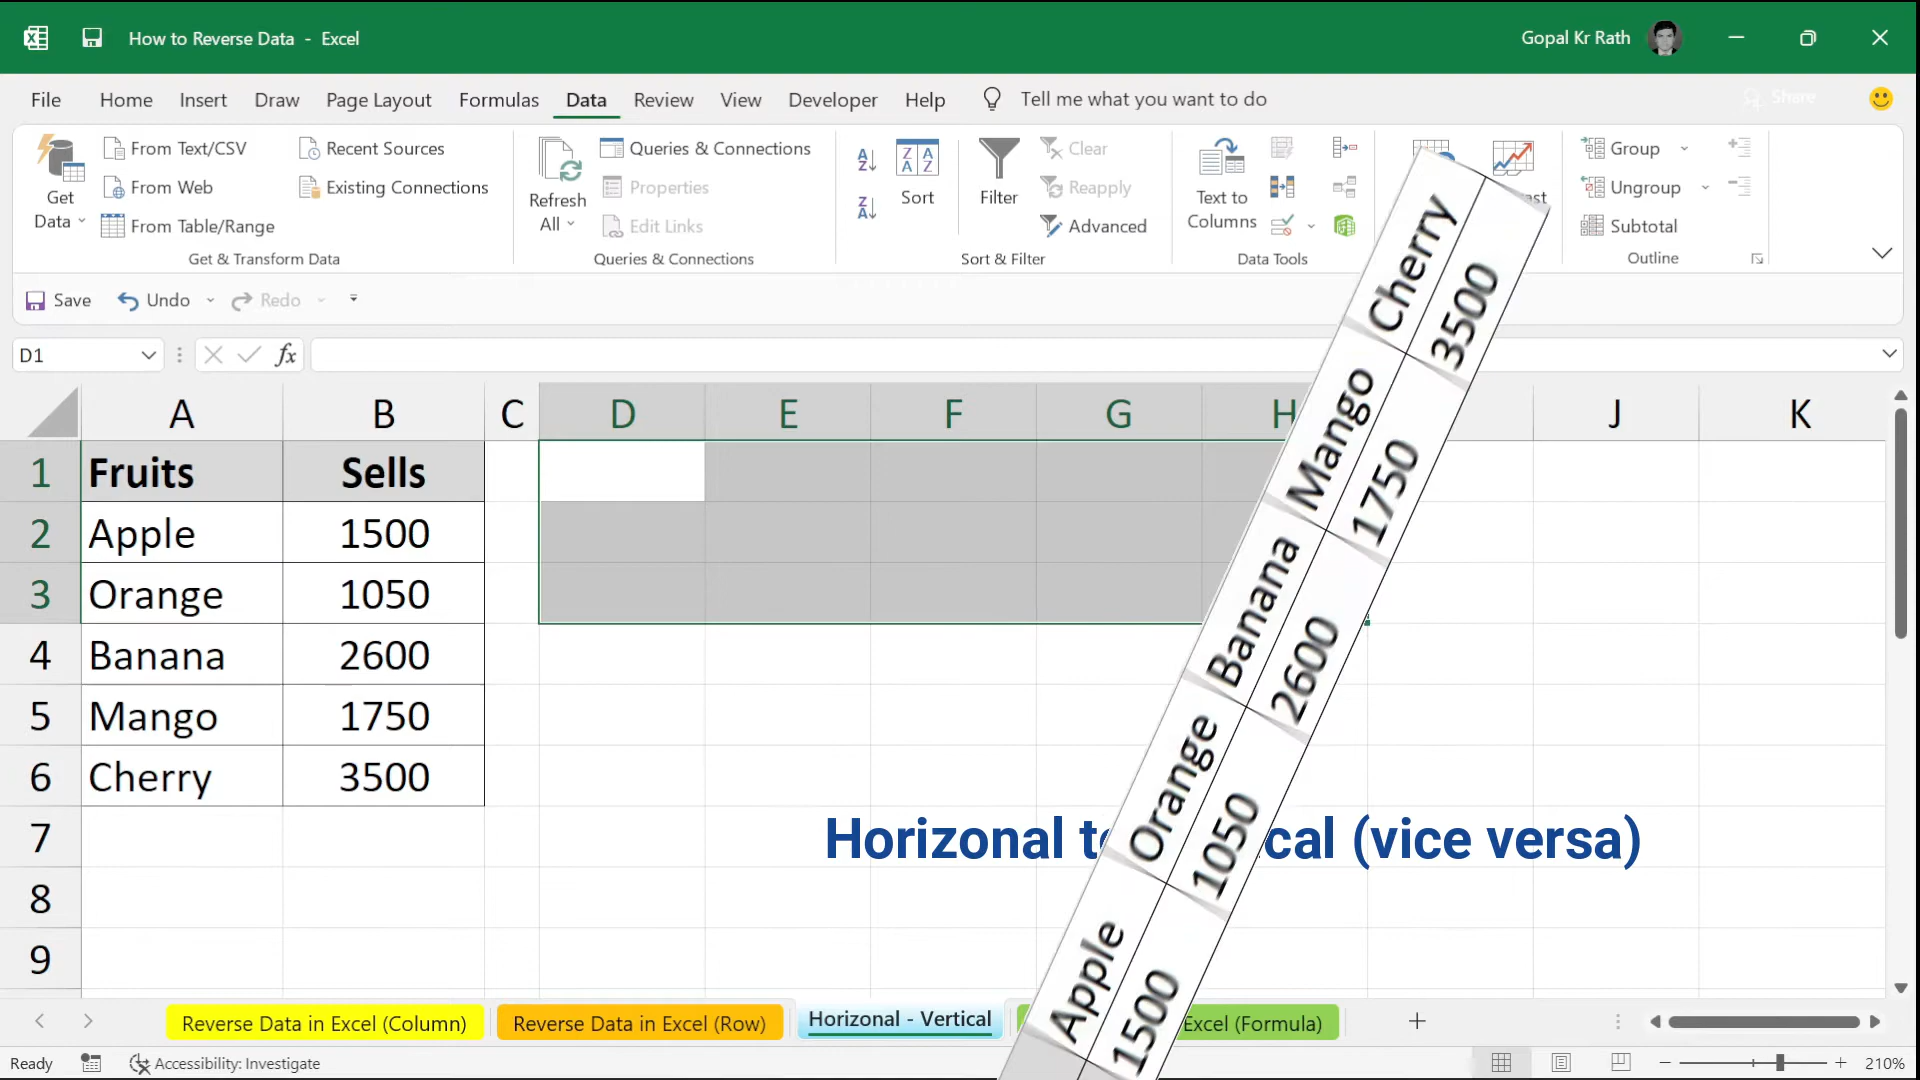 How to Reverse Data - Excel
Gopal Kr Rath
File Home Insert Draw Page Layout Formulas Data Review View Developer Help Tell me what you want to do Share
Get Data
From Text/CSV
From Web
From Table/Range
Recent Sources
Existing Connections
Get & Transform Data
Refresh All
Queries & Connections
Properties
Edit Links
Queries & Connections
Sort
Filter
Clear
Reapply
Advanced
Sort & Filter
Text to Columns
Data Tools
Group
Ungroup
Subtotal
Outline
Save Undo Redo
D1
fx
A B C D E F G H J K
1 Fruits Sells
2 Apple 1500
3 Orange 1050
4 Banana 2600
5 Mango 1750
6 Cherry 3500
7
8
9
Apple Orange Banana Mango Cherry
1500 1050 2600 1750 3500
Horizonal cal (vice versa)
Reverse Data in Excel (Column) Reverse Data in Excel (Row) Horizonal - Vertical Excel (Formula)
Ready Accessibility: Investigate 210%